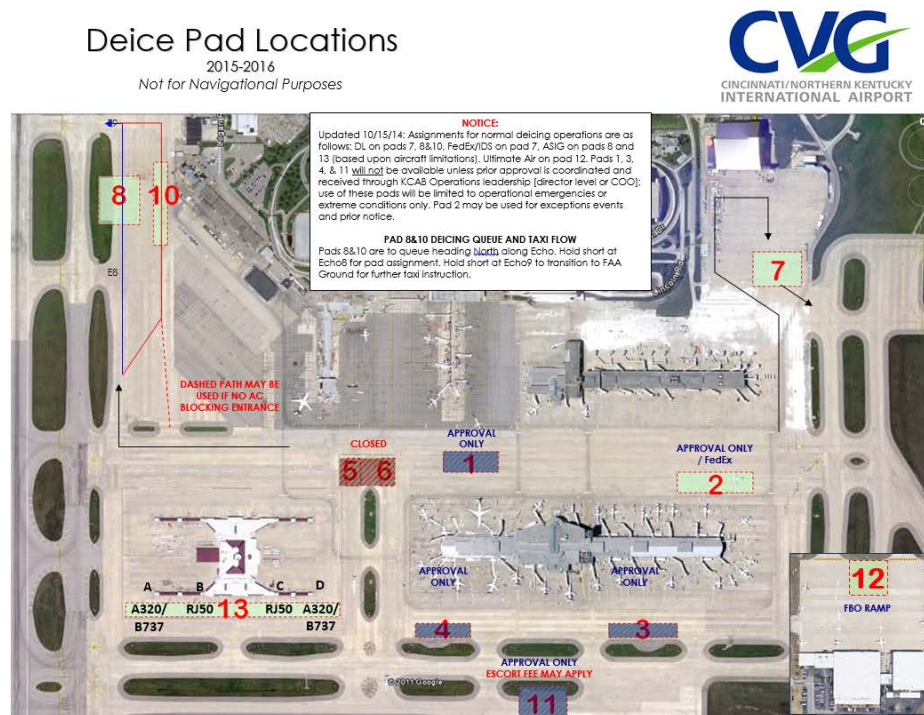 Deice Pad Locations
2015-2016
Not for Navigational Purposes
CVG
CINCINNATI/NORTHERN KENTUCKY
INTERNATIONAL AIRPORT
NOTICE:
Updated 10/15/14: Assignments for normal deicing operations are as
follows: DL on pads 7, 8&10, FedEx/IDS on pad 7, ASIG on pads 8 and
13 (based upon aircraft limitations). Ultimate Air on pad 12. Pads 1, 3,
4, & 11 will not be available unless prior approval is coordinated and
received through KCAB Operations leadership [director level or COO];
use of these pads will be limited to operational emergencies or
extreme conditions only. Pad 2 may be used for exceptions events
and prior notice.
PAD 8&10 DEICING QUEUE AND TAXI FLOW
Pads 8&10 are to queue heading North along Echo. Hold short at
Echo8 for pad assignment. Hold short at Echo9 to transition to FAA
Ground for further taxi instruction.
E9
8
10
E8
7
Lincoln Rd
DASHED PATH MAY BE
USED IF NO AC
BLOCKING ENTRANCE
CLOSED
5 6
APPROVAL
ONLY
1
APPROVAL ONLY
/ FedEx
2
A B C D
A320/
B737
RJ50
13
RJ50
A320/
B737
APPROVAL
ONLY
4
APPROVAL
ONLY
3
APPROVAL ONLY
ESCORT FEE MAY APPLY
11
© 2011 Google
12
FBO RAMP